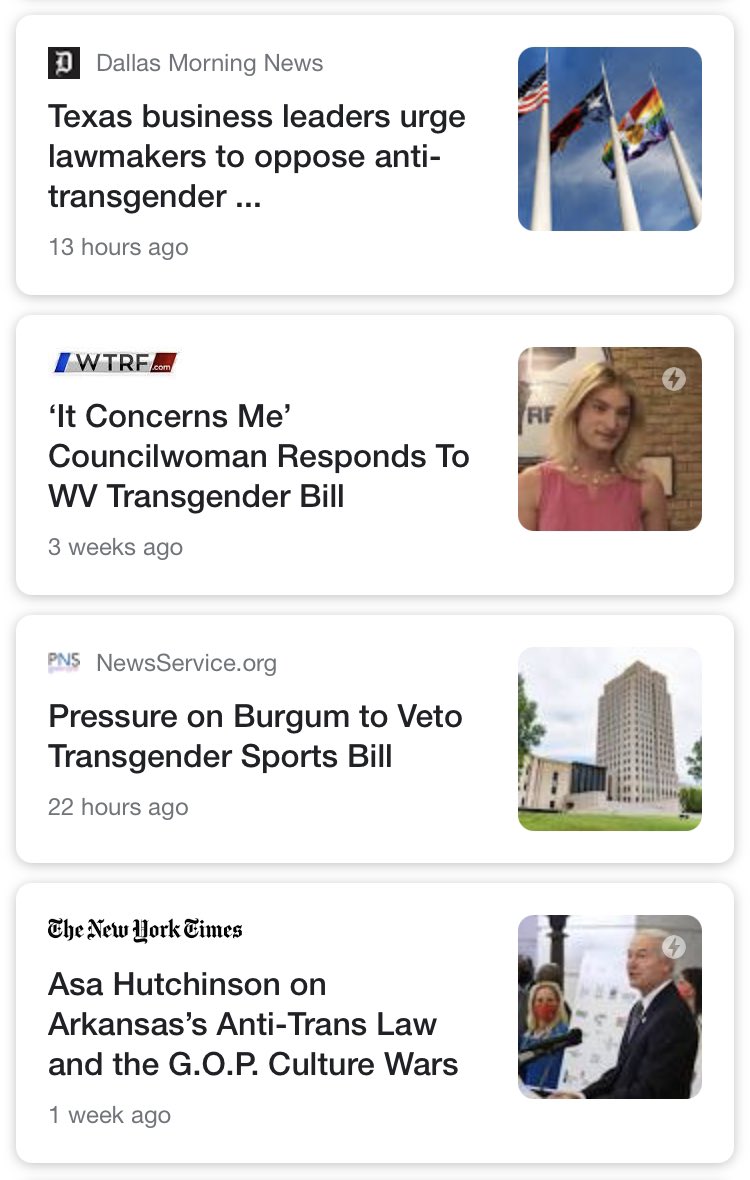 Dallas Morning News
Texas business leaders urge
lawmakers to oppose anti-
transgender ...
13 hours ago
WTRF.com
RF
‘It Concerns Me’
Councilwoman Responds To
WV Transgender Bill
3 weeks ago
PNS NewsService.org
Pressure on Burgum to Veto
Transgender Sports Bill
22 hours ago
The New York Times
Asa Hutchinson on
Arkansas’s Anti-Trans Law
and the G.O.P. Culture Wars
1 week ago